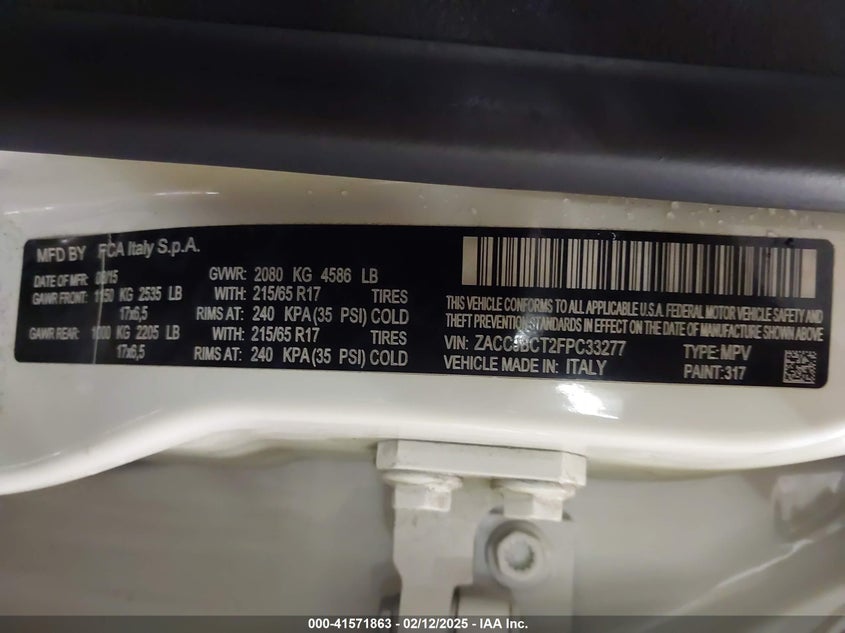 MFD BY FCA Italy S.p.A.
DATE OF MFR: 08/15 GVWR: 2080 KG 4586 LB
GAWR FRONT: 1150 KG 2535 LB WITH: 215/65 R17 TIRES
17x6,5 RIMS AT: 240 KPA(35 PSI) COLD
GAWR REAR: 1000 KG 2205 LB WITH: 215/65 R17 TIRES
17x6,5 RIMS AT: 240 KPA(35 PSI) COLD
THIS VEHICLE CONFORMS TO ALL APPLICABLE U.S.A. FEDERAL MOTOR VEHICLE SAFETY AND
THEFT PREVENTION STANDARDS IN EFFECT ON THE DATE OF MANUFACTURE SHOWN ABOVE
VIN: TYPE: MPV
VEHICLE MADE IN: ITALY PAINT: 317
000-41571863 - 02/12/2025 - IAA Inc.